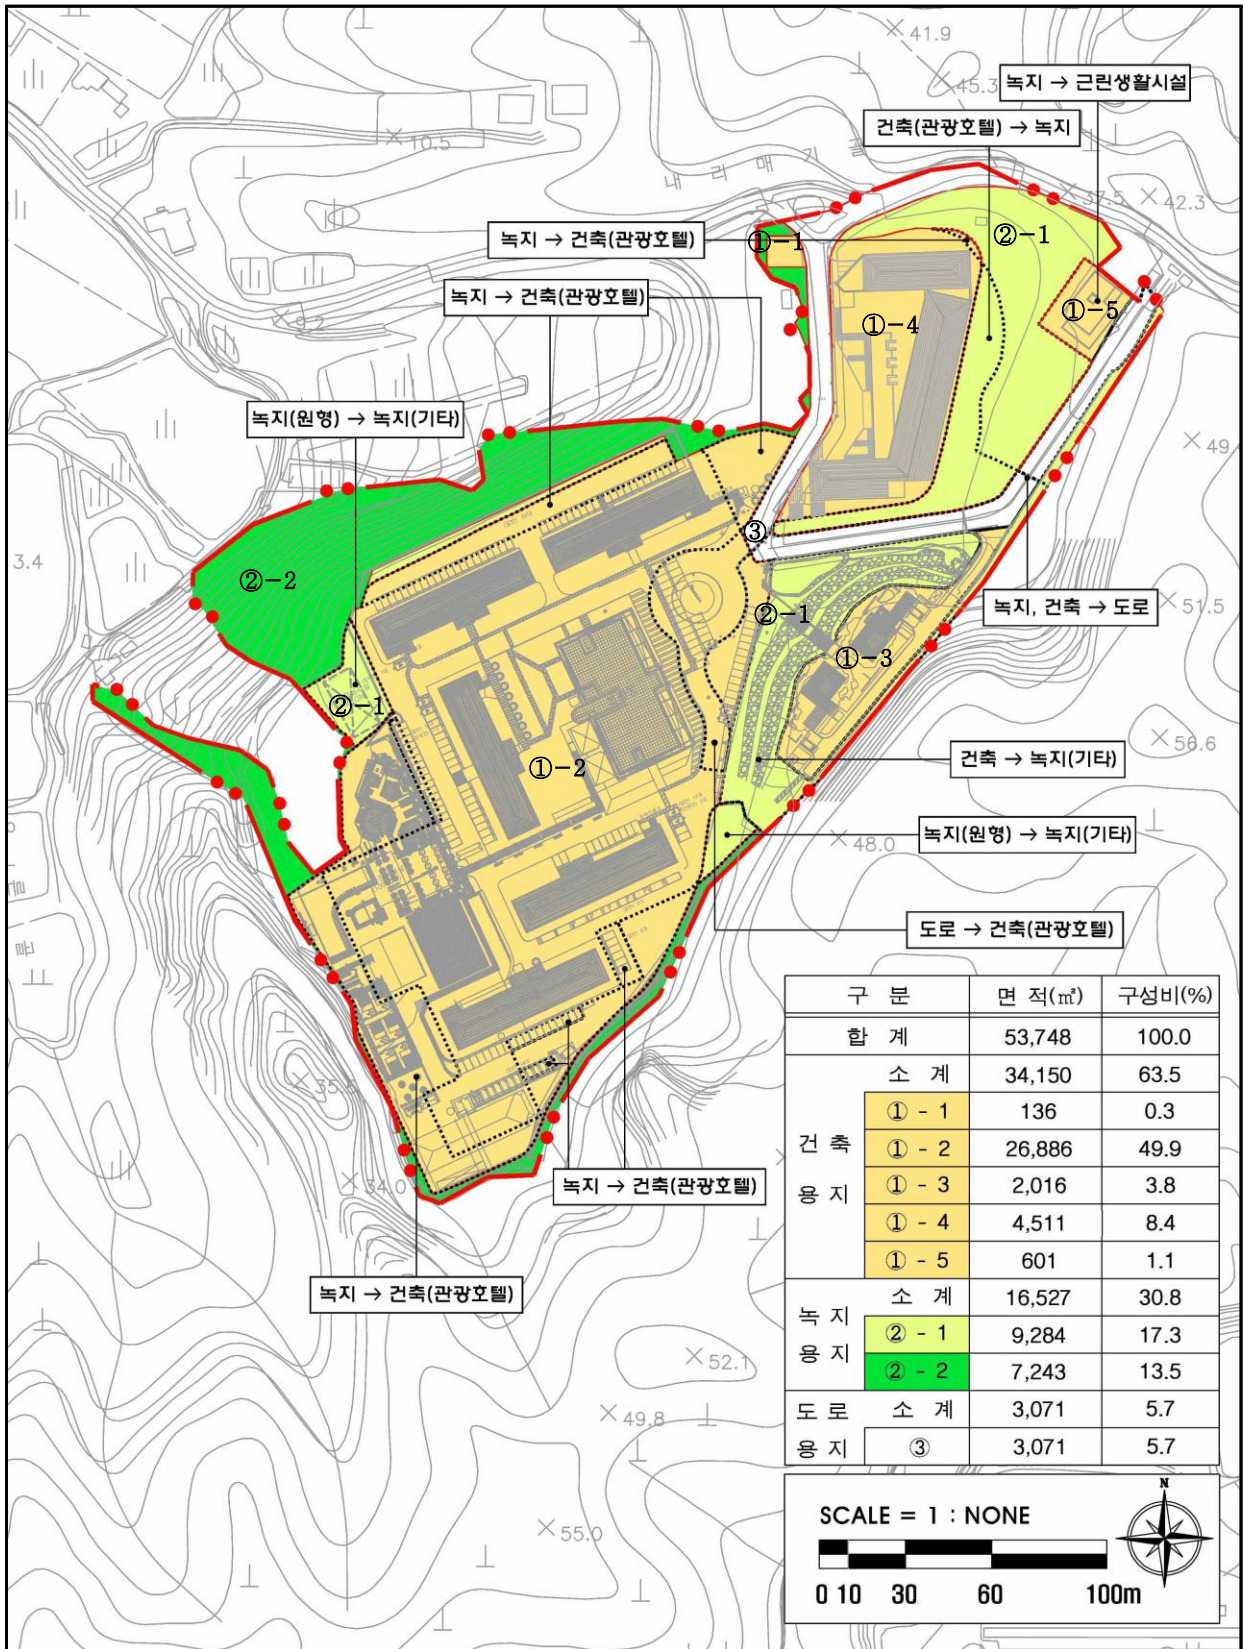 41.9
45.3
녹지 → 근린생활시설
건축(관광호텔) → 녹지
10.5
내 리 매 기 골
37.5
42.3
녹지 → 건축(관광호텔)
①-1
②-1
녹지 → 건축(관광호텔)
9.2
①-4
①-5
녹지(원형) → 녹지(기타)
49.
③
3.4
②-2
②-1
녹지, 건축 → 도로
51.5
①-3
②-1
56.6
①-2
건축 → 녹지(기타)
녹지(원형) → 녹지(기타)
48.0
도로 → 건축(관광호텔)
35.6
34.0
녹지 → 건축(관광호텔)
녹지 → 건축(관광호텔)
52.1
49.8
55.0
구 분 면 적(㎡) 구성비(%)
합 계 53,748 100.0
건 축 용 지 소 계 34,150 63.5
① - 1 136 0.3
① - 2 26,886 49.9
① - 3 2,016 3.8
① - 4 4,511 8.4
① - 5 601 1.1
녹 지 용 지 소 계 16,527 30.8
② - 1 9,284 17.3
② - 2 7,243 13.5
도 로 용 지 소 계 3,071 5.7
③ 3,071 5.7
N
SCALE = 1 : NONE
0 10 30 60 100m